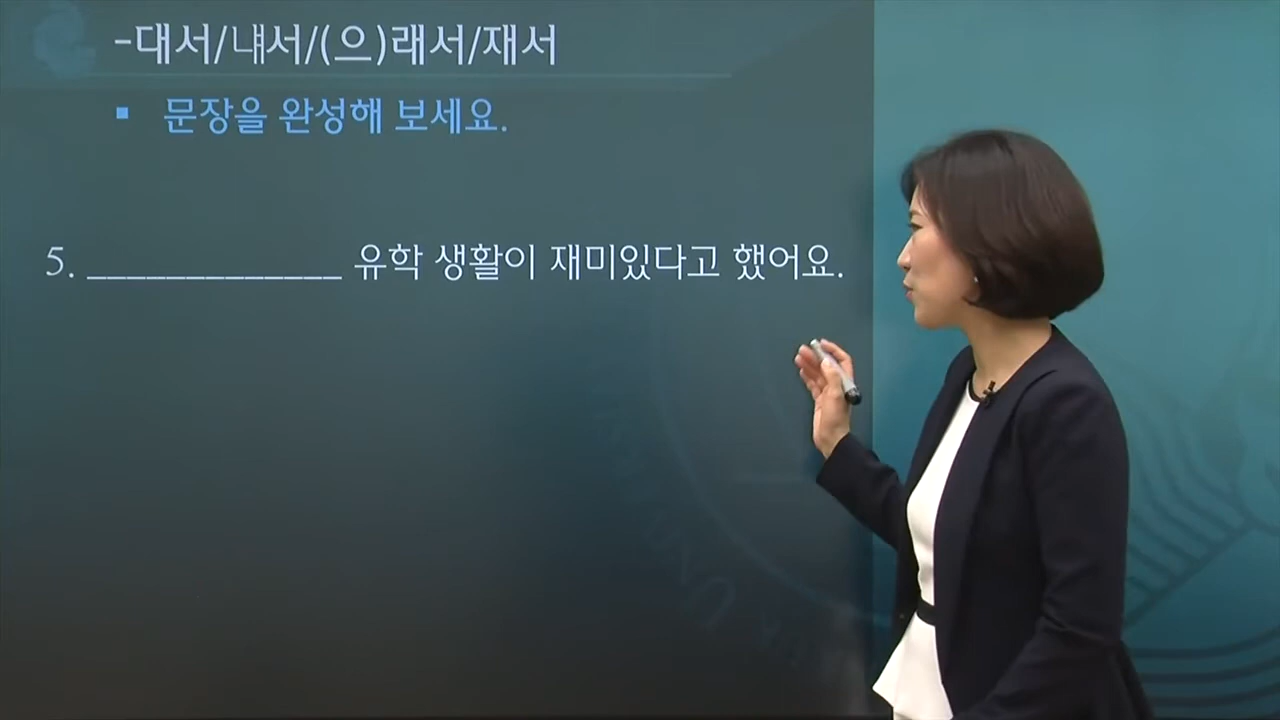 -대서/냬서/(으)래서/재서
▪ 문장을 완성해 보세요.
5. _____________ 유학 생활이 재미있다고 했어요.